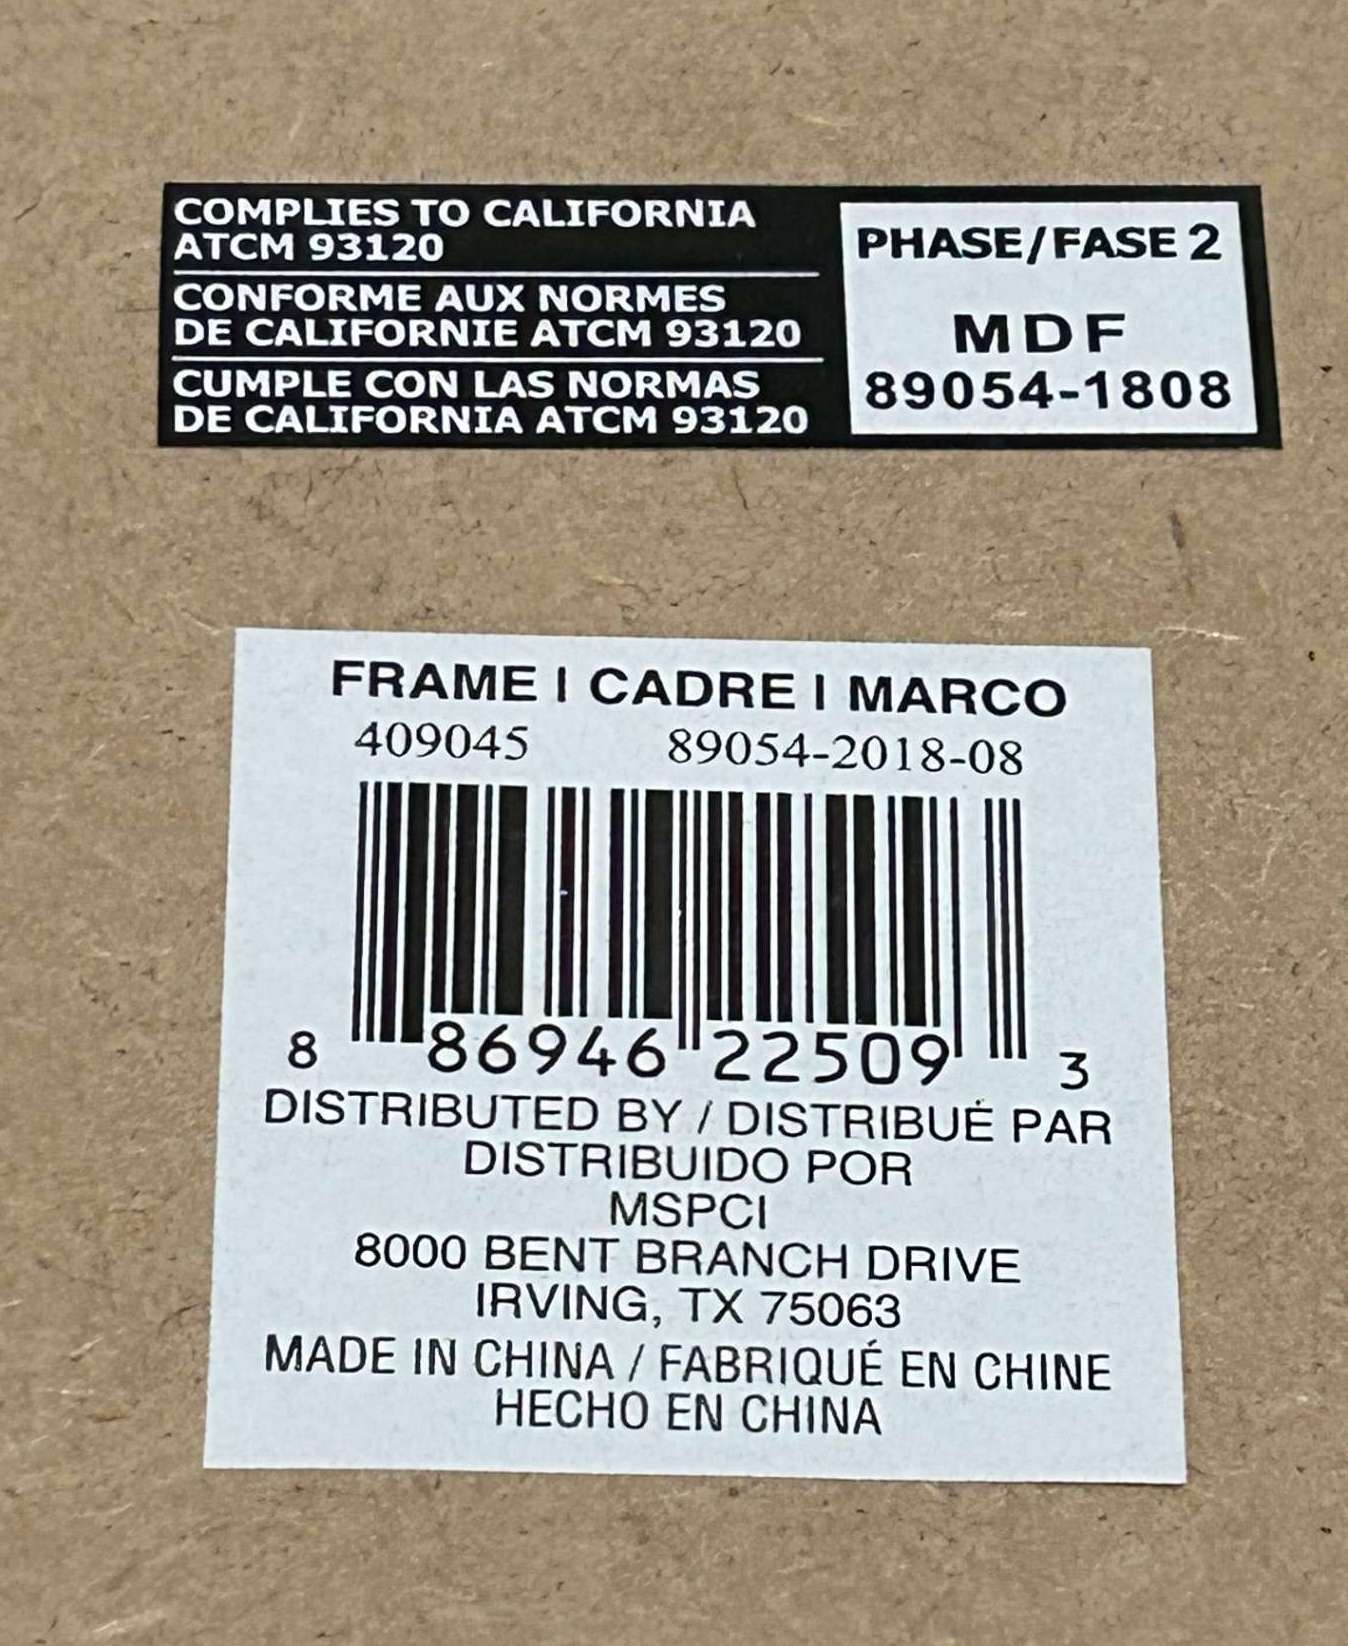 COMPLIES TO CALIFORNIA
ATCM 93120
CONFORME AUX NORMES
DE CALIFORNIE ATCM 93120
CUMPLE CON LAS NORMAS
DE CALIFORNIA ATCM 93120
PHASE/FASE 2
MDF
89054-1808
FRAME | CADRE | MARCO
409045 89054-2018-08
8 86946 22509 3
DISTRIBUTED BY / DISTRIBUÉ PAR
DISTRIBUIDO POR
MSPCI
8000 BENT BRANCH DRIVE
IRVING, TX 75063
MADE IN CHINA / FABRIQUÉ EN CHINE
HECHO EN CHINA